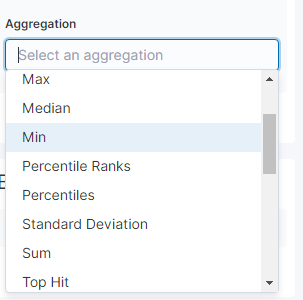 Aggregation
Select an aggregation
Max
Median
Min
Percentile Ranks
Percentiles
Standard Deviation
Sum
Top Hit